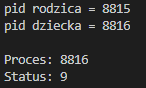 pid rodzica = 8815
pid dziecka = 8816
Proces: 8816
Status: 9